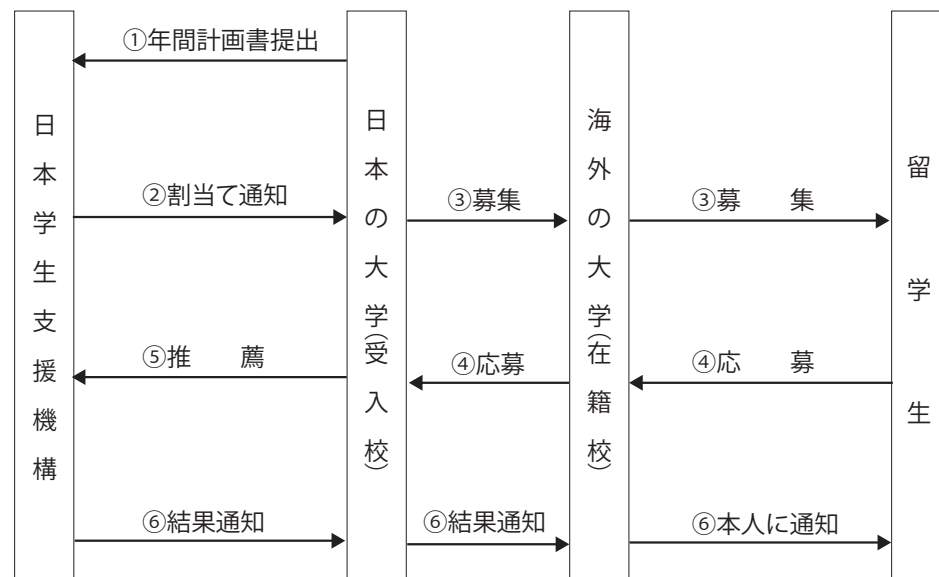 ①年間計画書提出
日本学生支援機構
日本の大学(受入校)
海外の大学(在籍校)
留学生
②割当て通知
③募集
③募　集
⑤推　薦
④応募
④応　募
⑥結果通知
⑥結果通知
⑥本人に通知